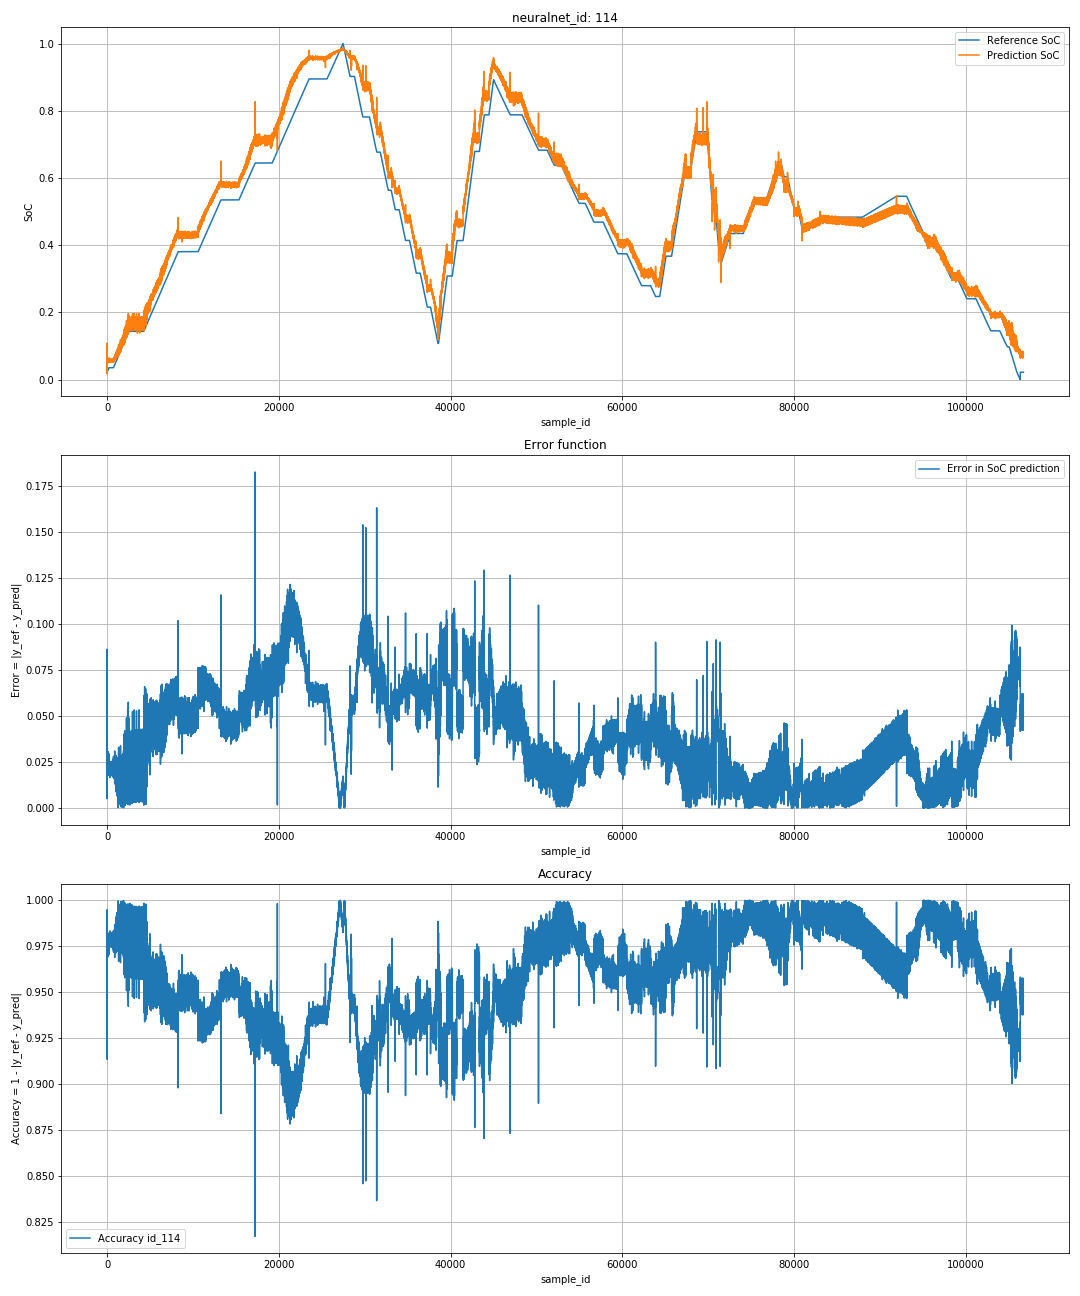 neuralnet_id: 114
Reference SoC
Prediction SoC
SoC
1.0
0.8
0.6
0.4
0.2
0.0
0 20000 40000 60000 80000 100000
sample_id
Error function
Error in SoC prediction
Error = |y_ref - y_pred|
0.175
0.150
0.125
0.100
0.075
0.050
0.025
0.000
0 20000 40000 60000 80000 100000
sample_id
Accuracy
Accuracy = 1 - |y_ref - y_pred|
1.000
0.975
0.950
0.925
0.900
0.875
0.850
0.825
Accuracy id_114
0 20000 40000 60000 80000 100000
sample_id